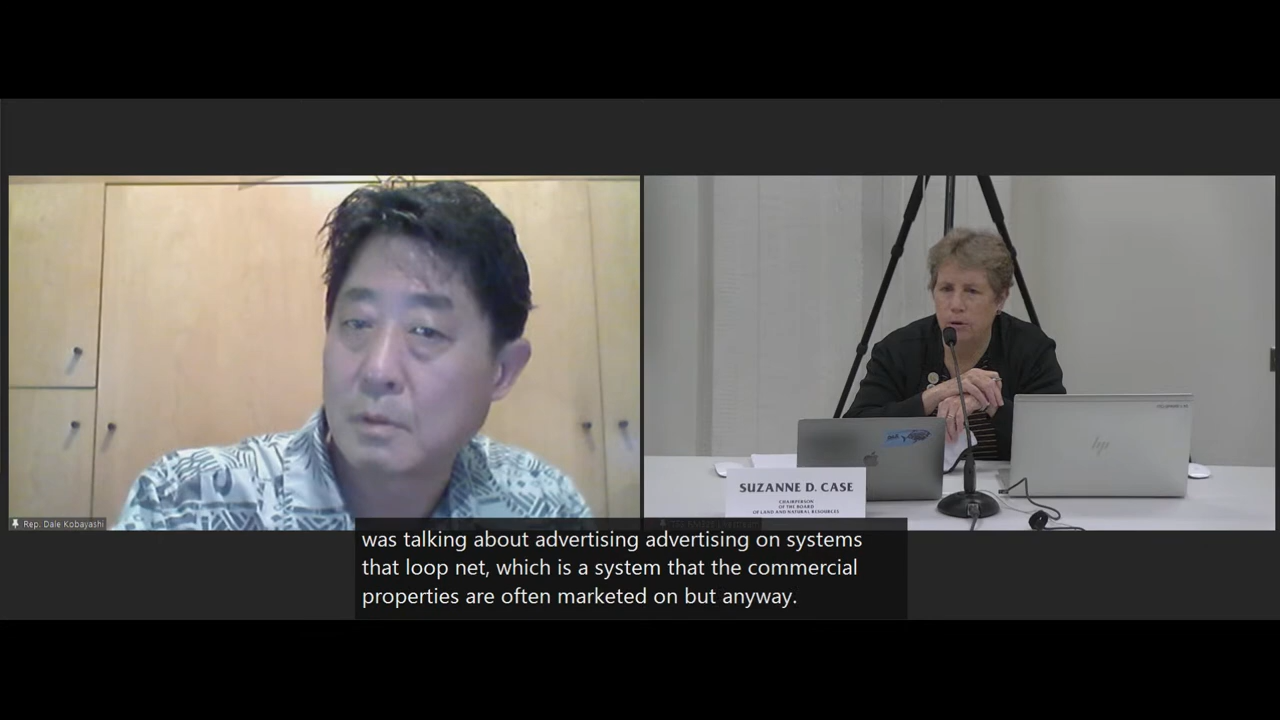 Rep. Dale Kobayashi
SUZANNE D. CASE
CHAIRPERSON
OF THE BOARD
OF LAND AND NATURAL RESOURCES
hp
was talking about advertising advertising on systems
that loop net, which is a system that the commercial
properties are often marketed on but anyway.